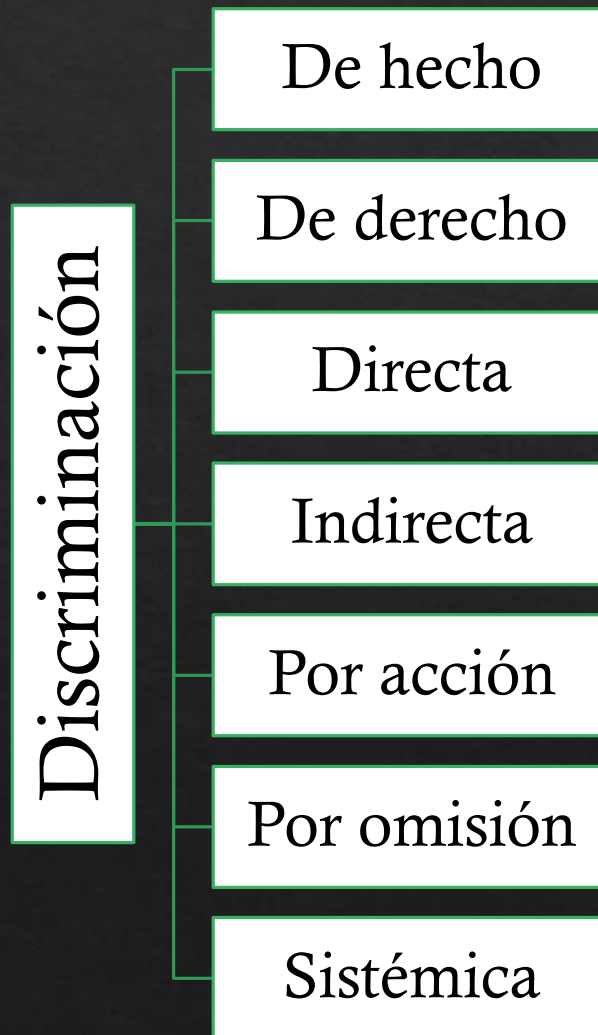 Discriminación
De hecho
De derecho
Directa
Indirecta
Por acción
Por omisión
Sistémica